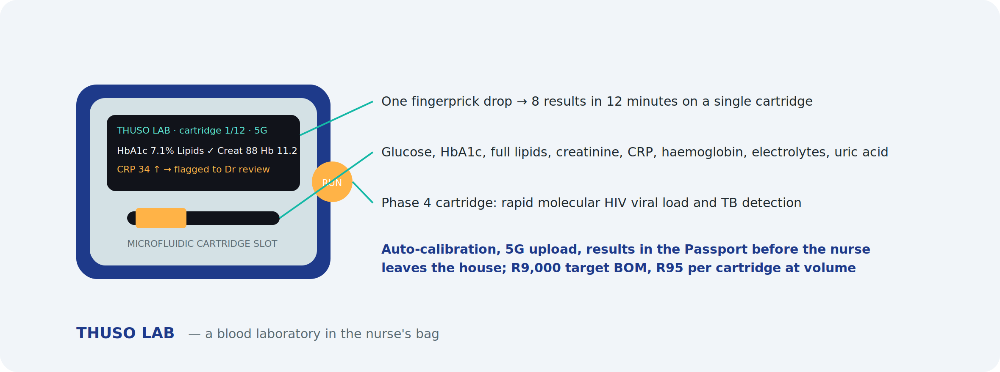 THUSO LAB · cartridge 1/12 · 5G
HbA1c 7.1% Lipids ✓ Creat 88 Hb 11.2
CRP 34 ↑ → flagged to Dr review
RUN
MICROFLUIDIC CARTRIDGE SLOT
One fingerprick drop → 8 results in 12 minutes on a single cartridge
Glucose, HbA1c, full lipids, creatinine, CRP, haemoglobin, electrolytes, uric acid
Phase 4 cartridge: rapid molecular HIV viral load and TB detection
Auto-calibration, 5G upload, results in the Passport before the nurse
leaves the house; R9,000 target BOM, R95 per cartridge at volume
THUSO LAB — a blood laboratory in the nurse's bag